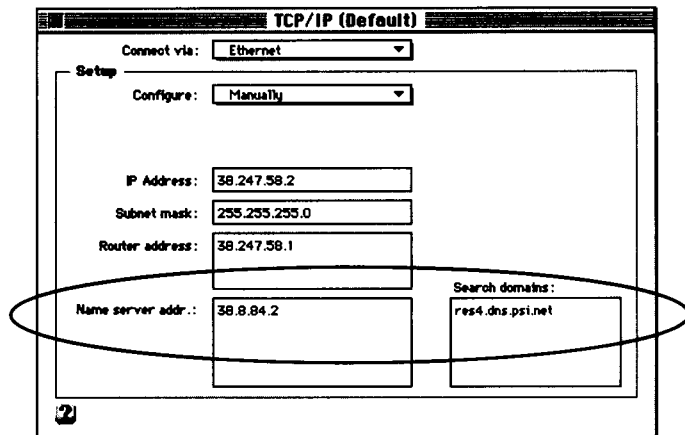 TCP/IP (Default)
Connect via: Ethernet
Setup
Configure: Manually
IP Address: 38.247.58.2
Subnet mask: 255.255.255.0
Router address: 38.247.58.1
Search domains:
Name server addr.: 38.8.84.2 res4.dns.psi.net
?